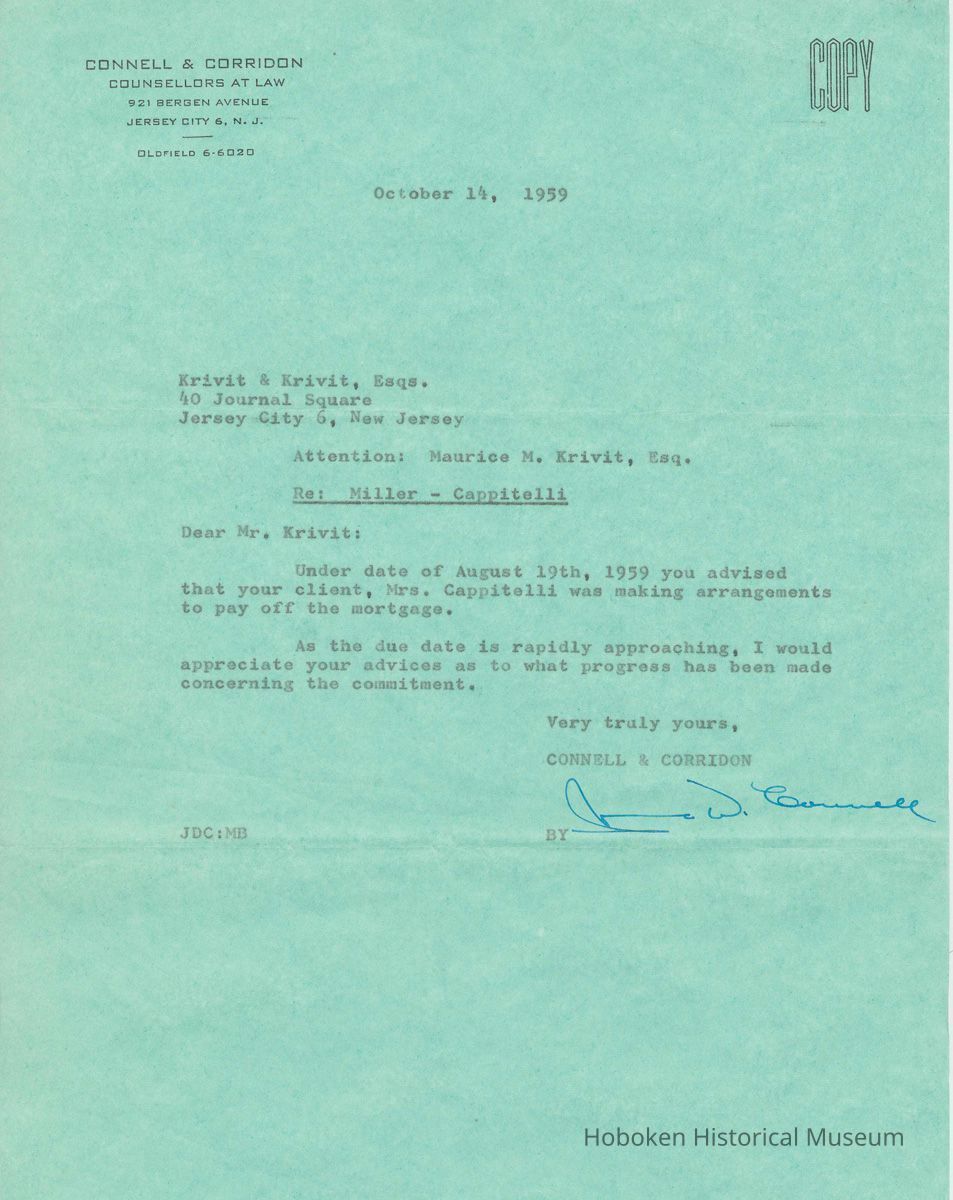 CONNELL & CORRIDON
COUNSELLORS AT LAW
921 BERGEN AVENUE
JERSEY CITY 6, N. J.
OLDFIELD 6-6020
COPY
October 14, 1959
Krivit & Krivit, Esqs.
40 Journal Square
Jersey City 6, New Jersey
Attention: Maurice M. Krivit, Esq.
Re: Miller - Cappitelli
Dear Mr. Krivit:
Under date of August 19th, 1959 you advised
that your client, Mrs. Cappitelli was making arrangements
to pay off the mortgage.
As the due date is rapidly approaching, I would
appreciate your advices as to what progress has been made
concerning the commitment.
Very truly yours,
CONNELL & CORRIDON
D. Connell
JDC:MB
BY
Hoboken Historical Museum